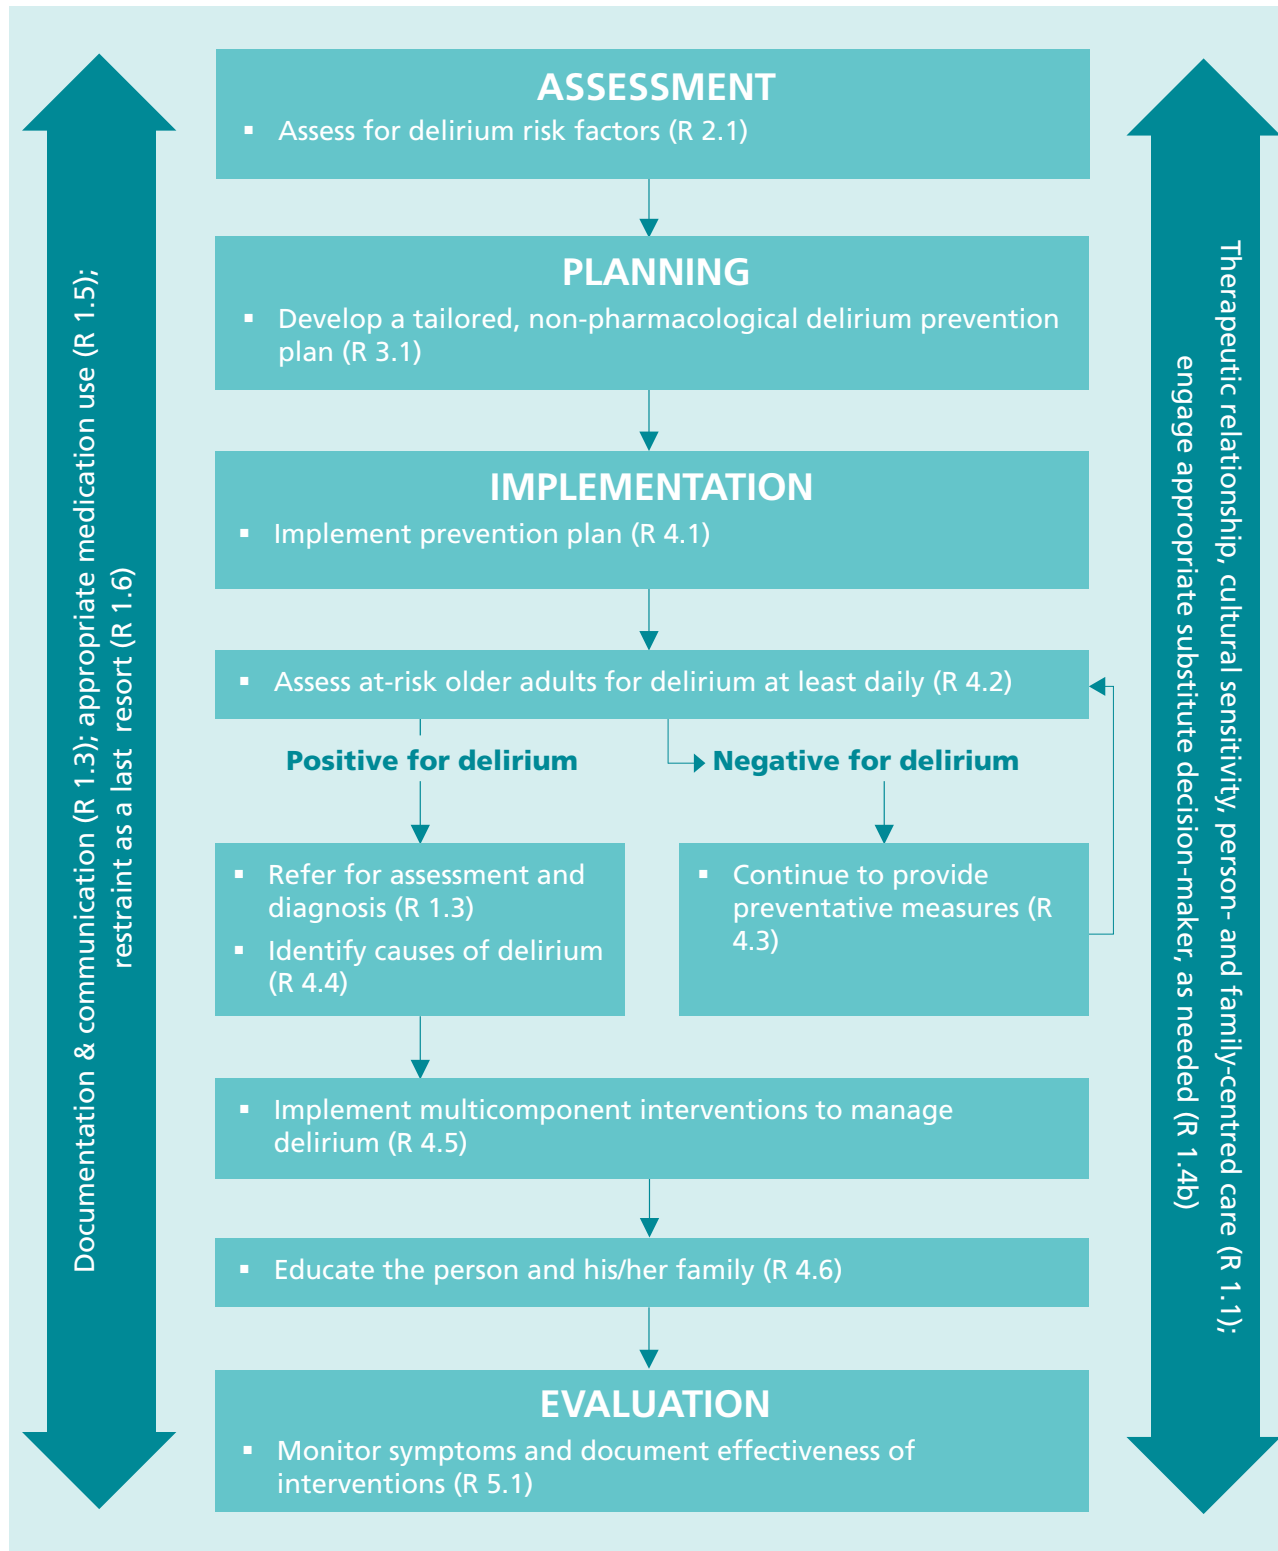 ASSESSMENT
▪ Assess for delirium risk factors (R 2.1)
PLANNING
▪ Develop a tailored, non-pharmacological delirium prevention
plan (R 3.1)
IMPLEMENTATION
▪ Implement prevention plan (R 4.1)
▪ Assess at-risk older adults for delirium at least daily (R 4.2)
Positive for delirium
Negative for delirium
▪ Refer for assessment and
diagnosis (R 1.3)
▪ Identify causes of delirium
(R 4.4)
▪ Continue to provide
preventative measures (R
4.3)
▪ Implement multicomponent interventions to manage
delirium (R 4.5)
▪ Educate the person and his/her family (R 4.6)
EVALUATION
▪ Monitor symptoms and document effectiveness of
interventions (R 5.1)
Documentation & communication (R 1.3); appropriate medication use (R 1.5);
restraint as a last resort (R 1.6)
Therapeutic relationship, cultural sensitivity, person- and family-centred care (R 1.1);
engage appropriate substitute decision-maker, as needed (R 1.4b)